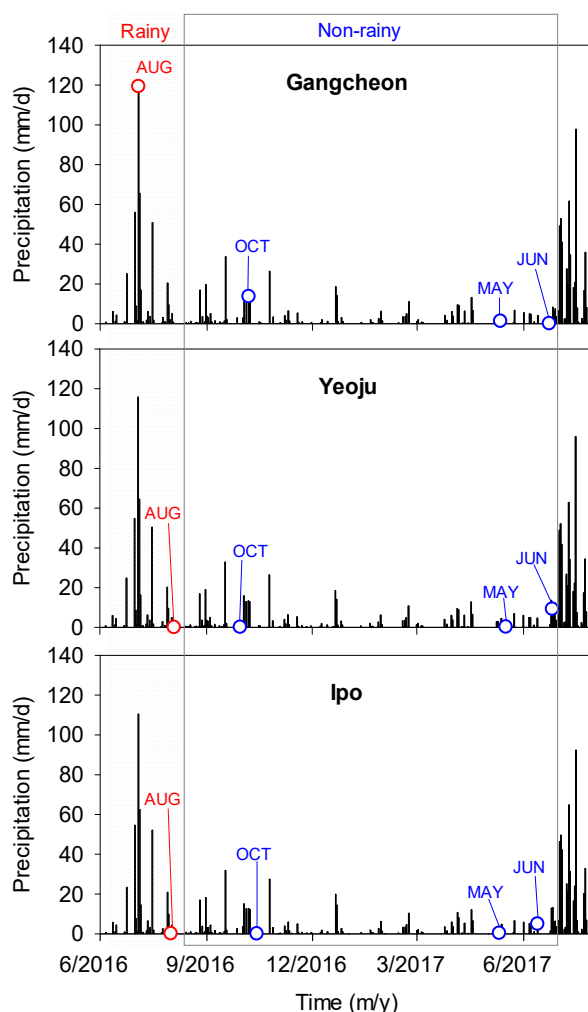 Rainy Non-rainy
Precipitation (mm/d)
140
120
100
80
60
40
20
0
Gangcheon
AUG
OCT
MAY
JUN
Precipitation (mm/d)
140
120
100
80
60
40
20
0
Yeoju
AUG
OCT
MAY
JUN
Precipitation (mm/d)
140
120
100
80
60
40
20
0
Ipo
AUG
OCT
MAY
JUN
6/2016 9/2016 12/2016 3/2017 6/2017
Time (m/y)